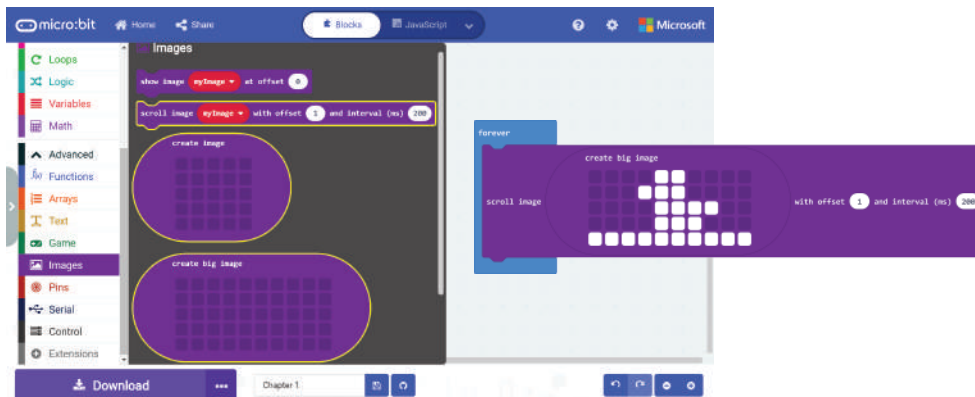 micro:bit Home Share Blocks JavaScript Microsoft
Loops
Logic
Variables
Math
Advanced
Functions
Arrays
Text
Game
Images
Pins
Serial
Control
Extensions
Images
show image myImage at offset 0
scroll image myImage with offset 1 and interval (ms) 200
create image
create big image
forever
create big image
scroll image with offset 1 and interval (ms) 200
Download ••• Chapter 1